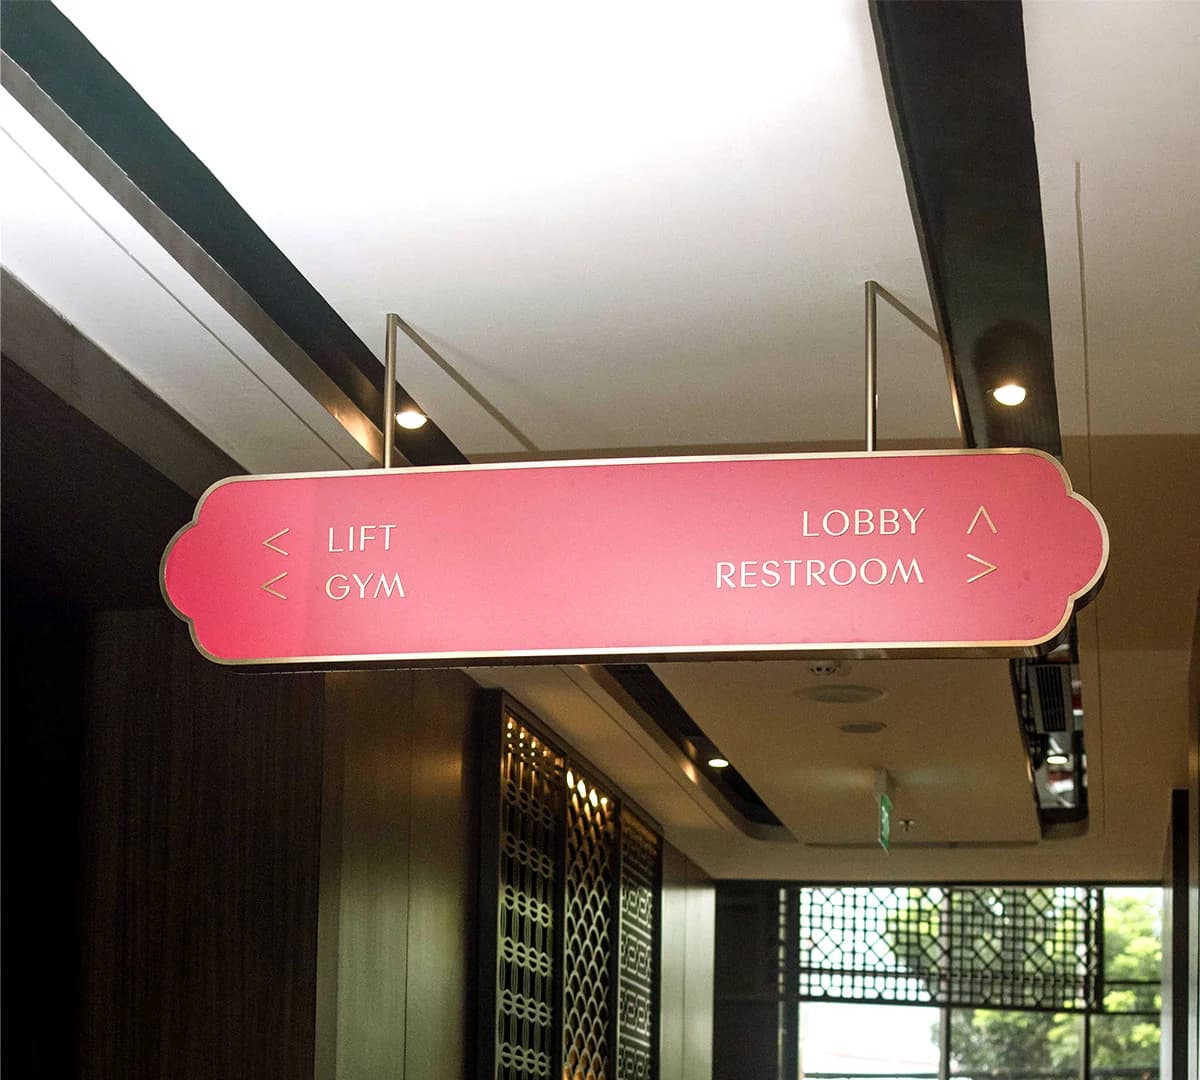 < LIFT
< GYM
LOBBY ^
RESTROOM >